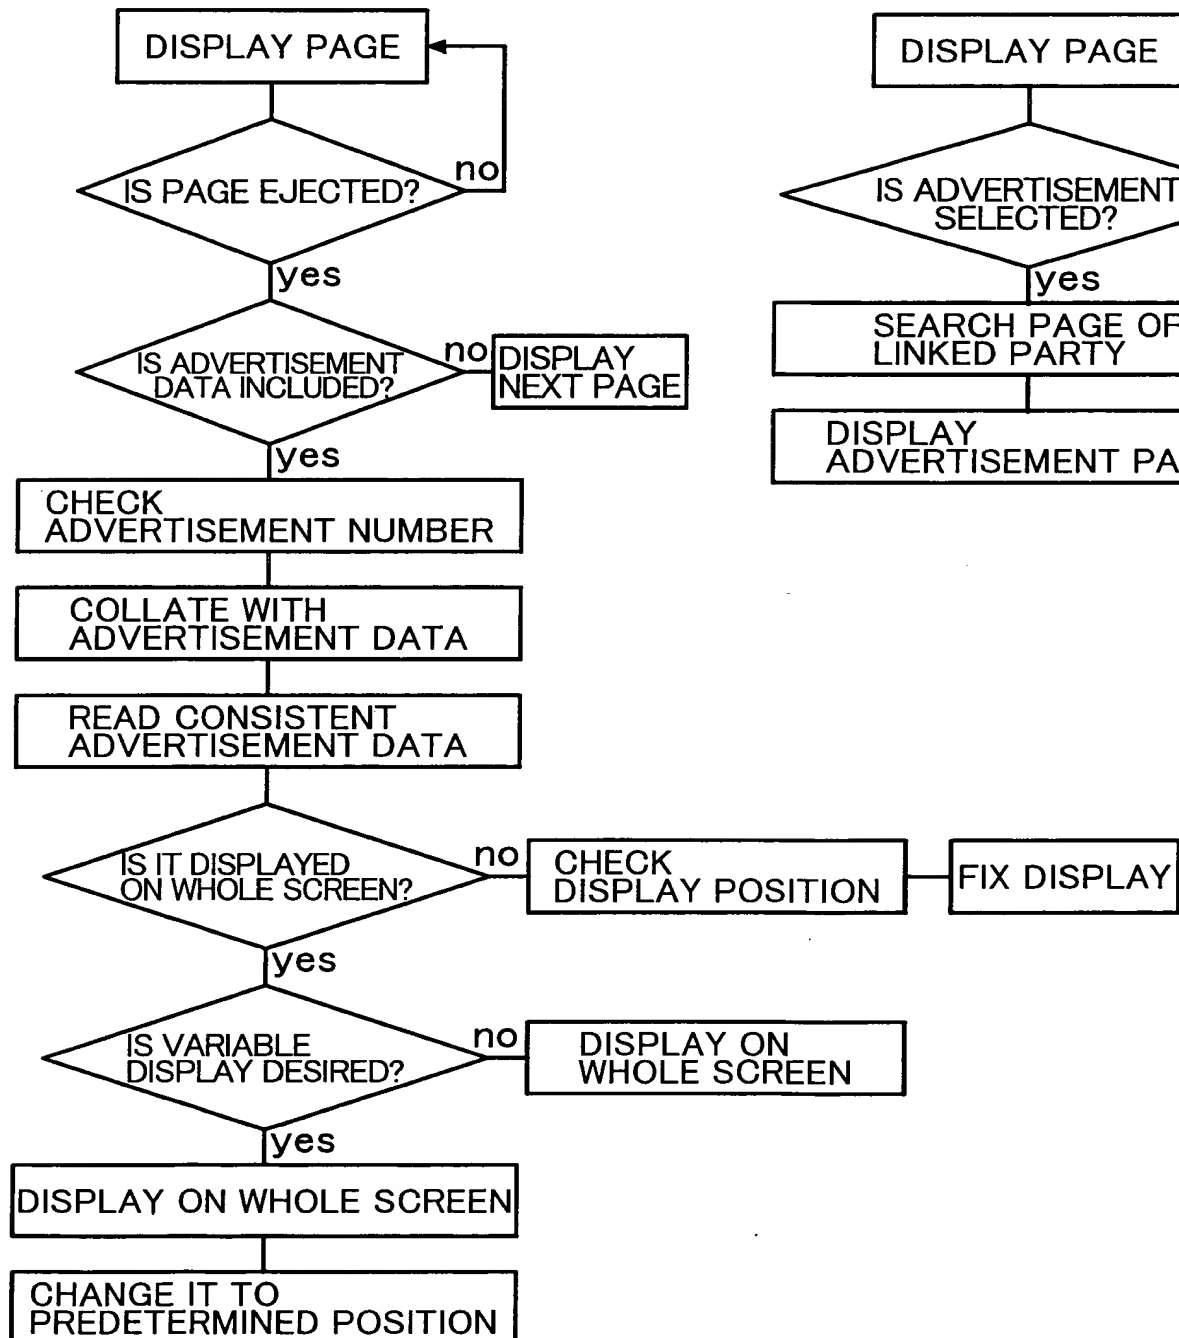 DISPLAY PAGE
no
IS PAGE EJECTED?
yes
IS ADVERTISEMENT
DATA INCLUDED?
no
DISPLAY
NEXT PAGE
yes
CHECK
ADVERTISEMENT NUMBER
COLLATE WITH
ADVERTISEMENT DATA
READ CONSISTENT
ADVERTISEMENT DATA
IS IT DISPLAYED
ON WHOLE SCREEN?
no
CHECK
DISPLAY POSITION
FIX DISPLAY
yes
IS VARIABLE
DISPLAY DESIRED?
no
DISPLAY ON
WHOLE SCREEN
yes
DISPLAY ON WHOLE SCREEN
CHANGE IT TO
PREDETERMINED POSITION
DISPLAY PAGE
IS ADVERTISEMENT
SELECTED?
yes
SEARCH PAGE OF
LINKED PARTY
DISPLAY
ADVERTISEMENT PA